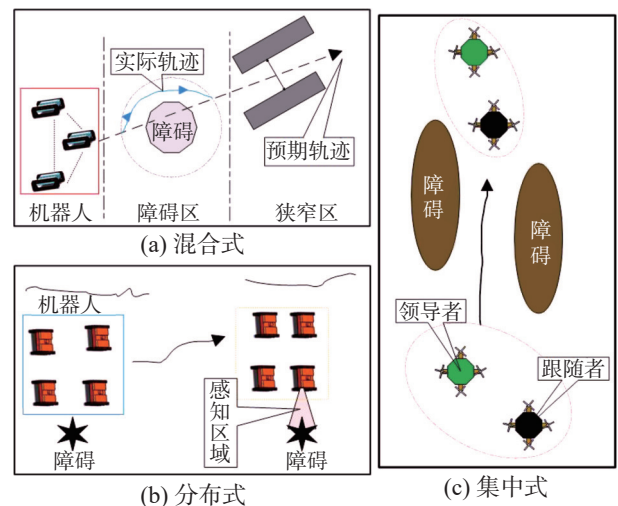 实际轨迹
障碍
预期轨迹
机器人
障碍区
狭窄区
(a) 混合式
机器人
感知区域
障碍
障碍
(b) 分布式
障碍
障碍
领导者
跟随者
(c) 集中式